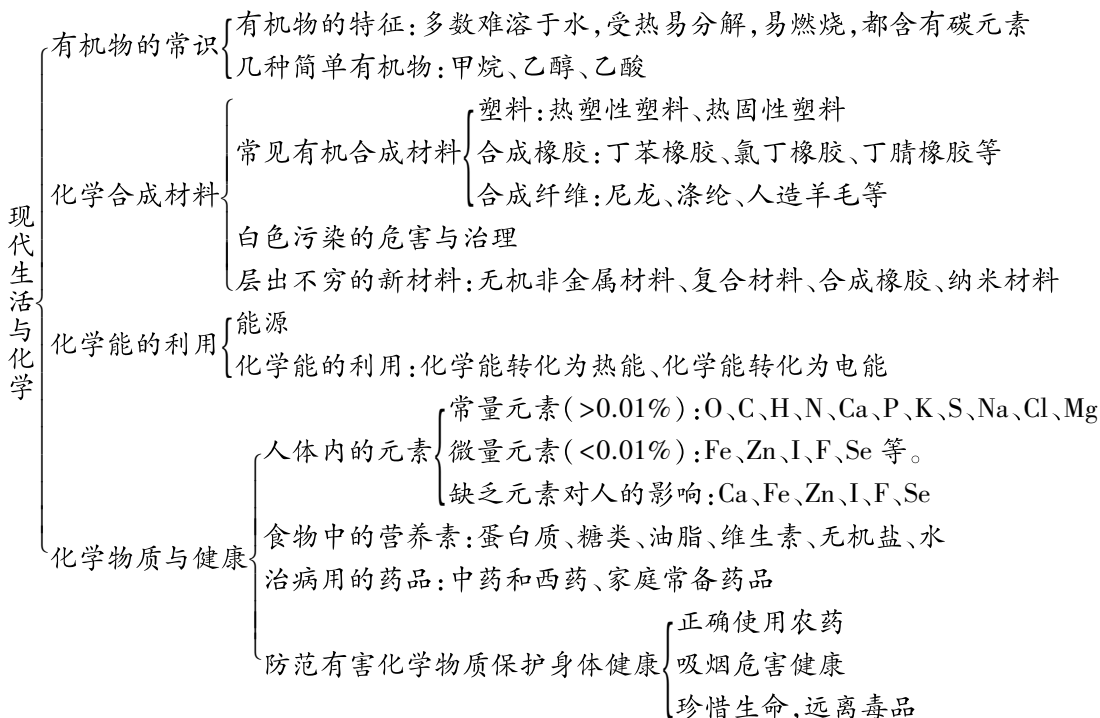 现代生活与化学
有机物的常识
有机物的特征:多数难溶于水,受热易分解,易燃烧,都含有碳元素
几种简单有机物:甲烷、乙醇、乙酸
化学合成材料
常见有机合成材料
塑料:热塑性塑料、热固性塑料
合成橡胶:丁苯橡胶、氯丁橡胶、丁腈橡胶等
合成纤维:尼龙、涤纶、人造羊毛等
白色污染的危害与治理
层出不穷的新材料:无机非金属材料、复合材料、合成橡胶、纳米材料
化学能的利用
能源
化学能的利用:化学能转化为热能、化学能转化为电能
化学物质与健康
人体内的元素
常量元素(>0.01%):O、C、H、N、Ca、P、K、S、Na、Cl、Mg
微量元素(<0.01%):Fe、Zn、I、F、Se 等。
缺乏元素对人的影响:Ca、Fe、Zn、I、F、Se
食物中的营养素:蛋白质、糖类、油脂、维生素、无机盐、水
治病用的药品:中药和西药、家庭常备药品
防范有害化学物质保护身体健康
正确使用农药
吸烟危害健康
珍惜生命,远离毒品